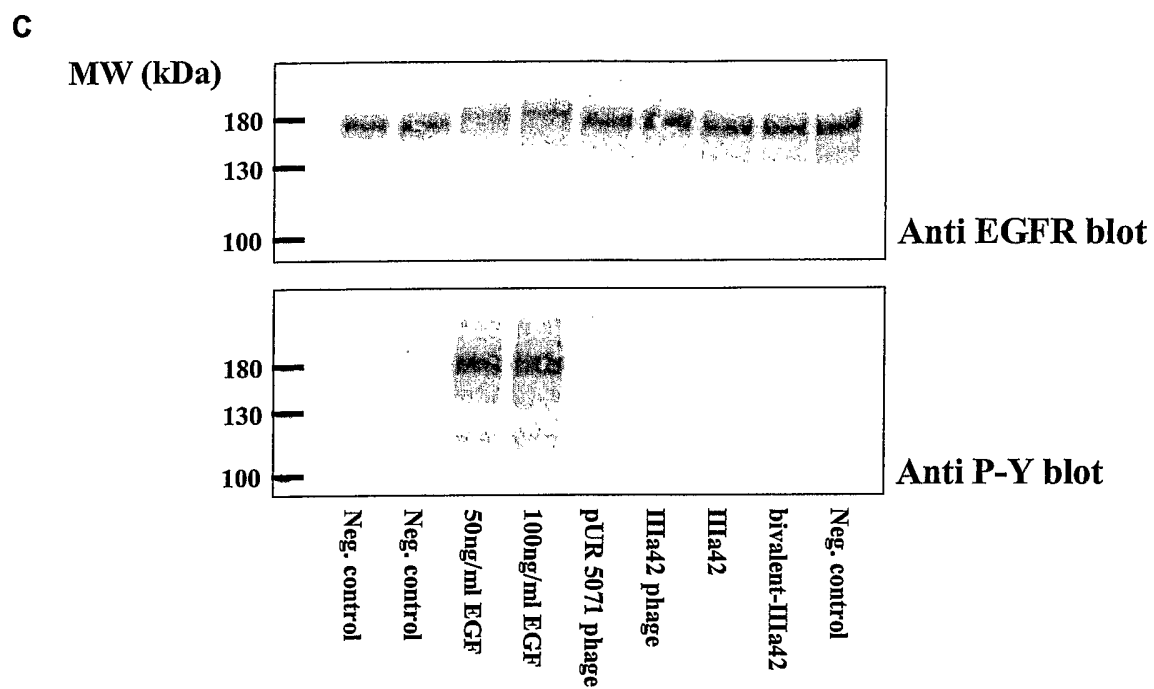 C
MW (kDa)
180
130
100
Anti EGFR blot
180
130
100
Anti P-Y blot
Neg. control
Neg. control
50ng/ml EGF
100ng/ml EGF
pUR 5071 phage
IIIa42 phage
IIIa42
bivalent-IIIa42
Neg. control